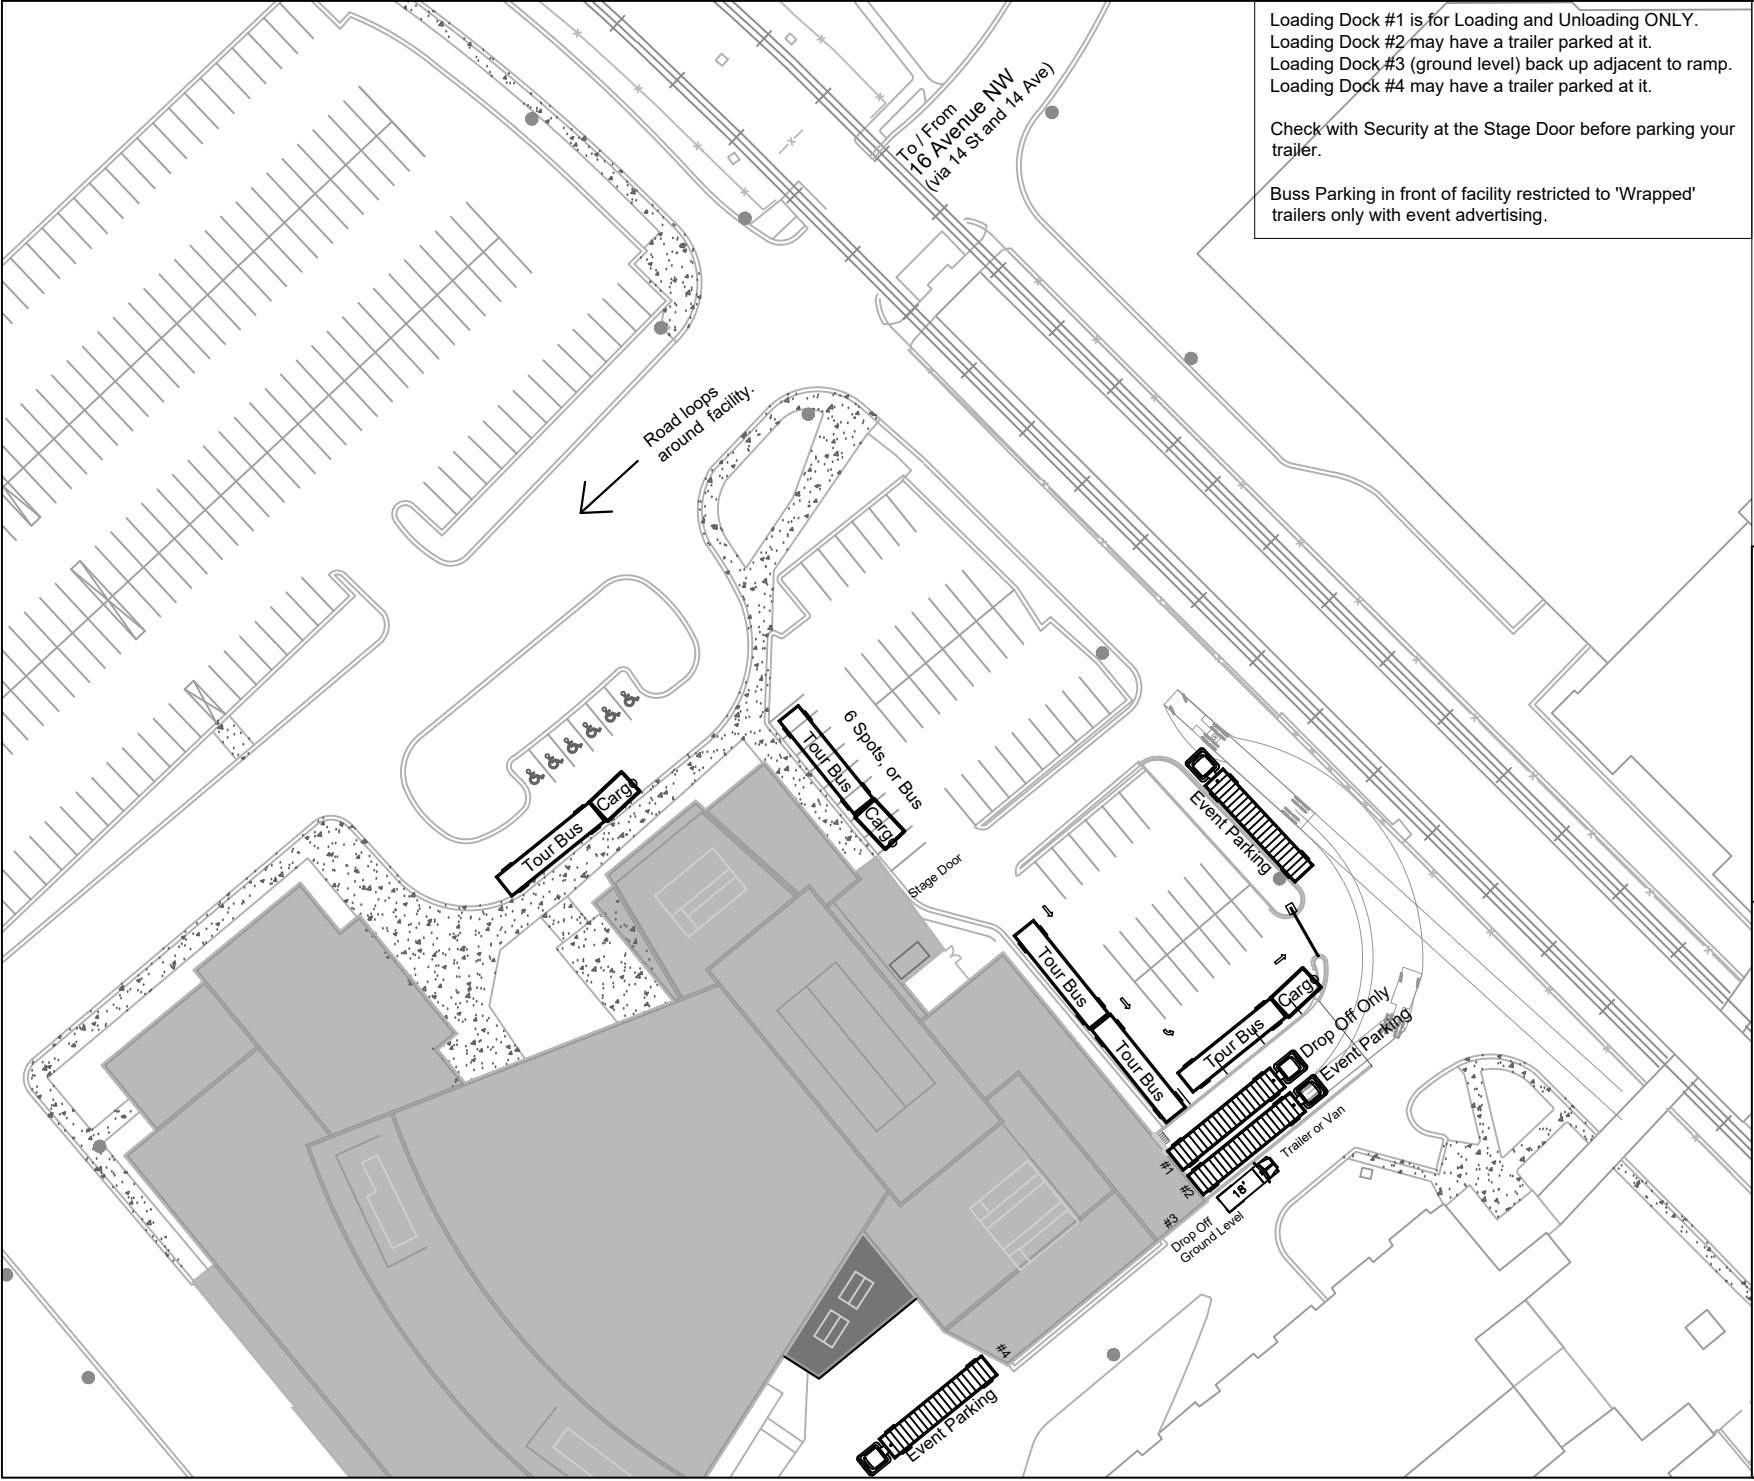 Loading Dock #1 is for Loading and Unloading ONLY.
Loading Dock #2 may have a trailer parked at it.
Loading Dock #3 (ground level) back up adjacent to ramp.
Loading Dock #4 may have a trailer parked at it.
Check with Security at the Stage Door before parking your
trailer.
Buss Parking in front of facility restricted to 'Wrapped'
trailers only with event advertising.
To / From
16 Avenue NW
(via 14 St and 14 Ave)
Road loops
around facility.
6 Spots, or Bus
Tour Bus
Cargo
Tour Bus
Cargo
Stage Door
Event Parking
Tour Bus
Tour Bus
Tour Bus
Cargo
Drop Off Only
Event Parking
Trailer or Van
#1
#2
18'
#3
Drop Off
Ground Level
#4
Event Parking